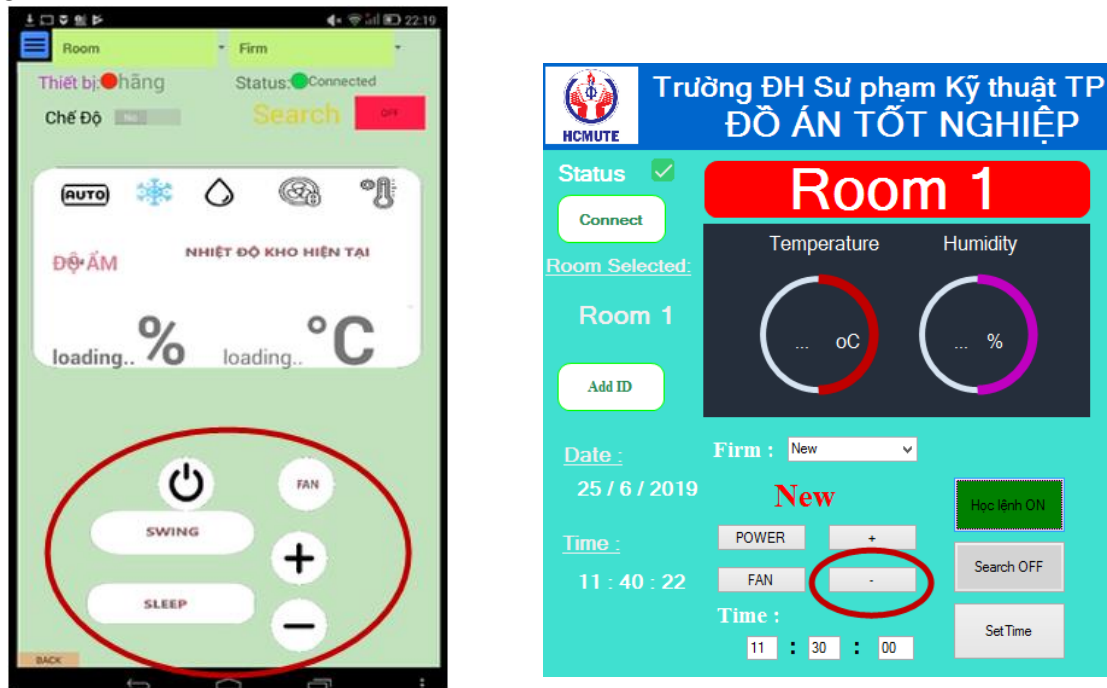 22:19
Room
Firm
Thiết bị: hãng
Status: Connected
Chế Độ No
Search OFF
AUTO
ĐỘ ẨM
NHIỆT ĐỘ KHO HIỆN TẠI
loading.. %
loading.. °C
FAN
SWING
+
SLEEP
−
BACK
HCMUTE
Trường ĐH Sư phạm Kỹ thuật TP
ĐỒ ÁN TỐT NGHIỆP
Status
Connect
Room Selected:
Room 1
Add ID
Date :
25 / 6 / 2019
Time :
11 : 40 : 22
Room 1
Temperature
Humidity
... oC
... %
Firm : New
New
POWER
+
FAN
-
Time :
11 : 30 : 00
Học lệnh ON
Search OFF
Set Time